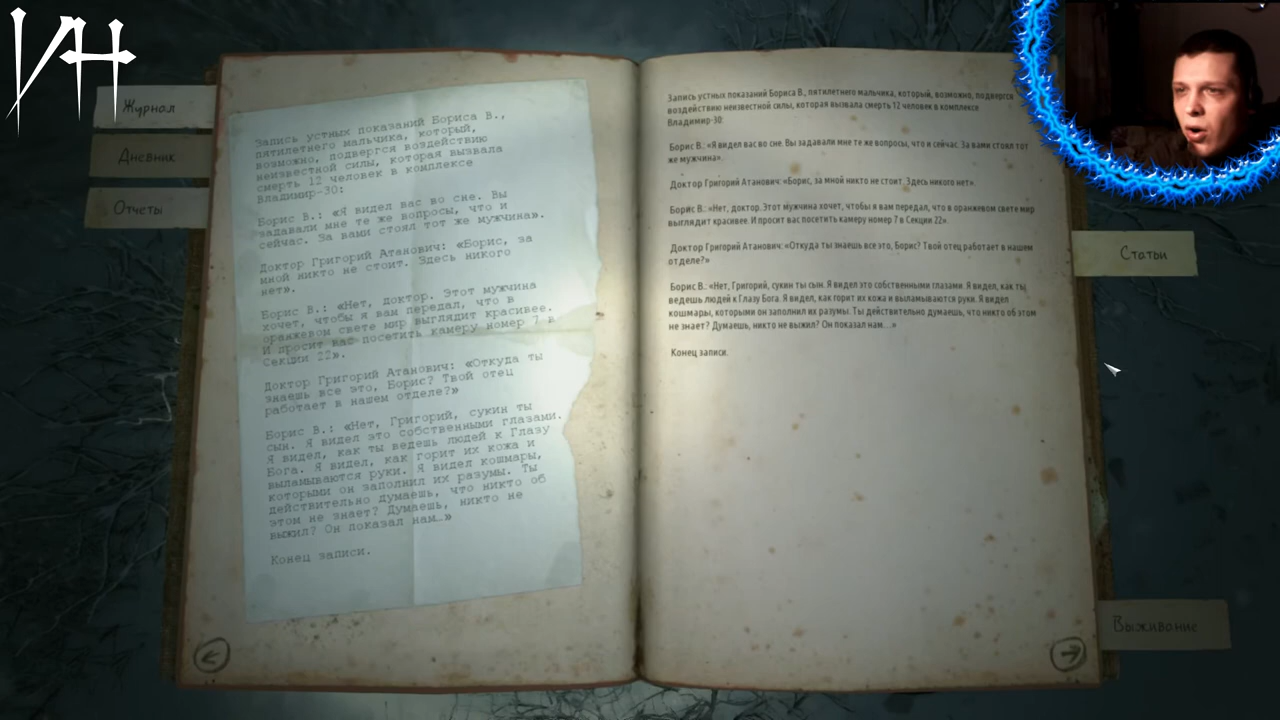 УН
Журнал
Дневник
Отчеты
Запись устных показаний Бориса В.,
пятилетнего мальчика, который,
возможно, подвергся воздействию
неизвестной силы, которая вызвала
смерть 12 человек в комплексе
Владимир-30:
Борис В.: «Я видел вас во сне. Вы
задавали мне те же вопросы, что и
сейчас. За вами стоял тот же мужчина».
Доктор Григорий Атанович: «Борис, за
мной никто не стоит. Здесь никого
нет».
Борис В.: «Нет, доктор. Этот мужчина
хочет, чтобы я вам передал, что в
оранжевом свете мир выглядит красивее.
И просит вас посетить камеру номер 7 в
Секции 22».
Доктор Григорий Атанович: «Откуда ты
знаешь все это, Борис? Твой отец
работает в нашем отделе?»
Борис В.: «Нет, Григорий, сукин ты
сын. Я видел это собственными глазами.
Я видел, как ты ведешь людей к Глазу
Бога. Я видел, как горит их кожа и
выламываются руки. Я видел кошмары,
которыми он заполнил их разумы. Ты
действительно думаешь, что никто об
этом не знает? Думаешь, никто не
выжил? Он показал нам…»
Конец записи.
Запись устных показаний Бориса В., пятилетнего мальчика, который, возможно, подвергся
воздействию неизвестной силы, которая вызвала смерть 12 человек в комплексе
Владимир-30:
Борис В.: «Я видел вас во сне. Вы задавали мне те же вопросы, что и сейчас. За вами стоял тот
же мужчина».
Доктор Григорий Атанович: «Борис, за мной никто не стоит. Здесь никого нет».
Борис В.: «Нет, доктор. Этот мужчина хочет, чтобы я вам передал, что в оранжевом свете мир
выглядит красивее. И просит вас посетить камеру номер 7 в Секции 22».
Доктор Григорий Атанович: «Откуда ты знаешь все это, Борис? Твой отец работает в нашем
отделе?»
Борис В.: «Нет, Григорий, сукин ты сын. Я видел это собственными глазами. Я видел, как ты
ведешь людей к Глазу Бога. Я видел, как горит их кожа и выламываются руки. Я видел
кошмары, которыми он заполнил их разумы. Ты действительно думаешь, что никто об этом
не знает? Думаешь, никто не выжил? Он показал нам…»
Конец записи.
Статьи
Выживание